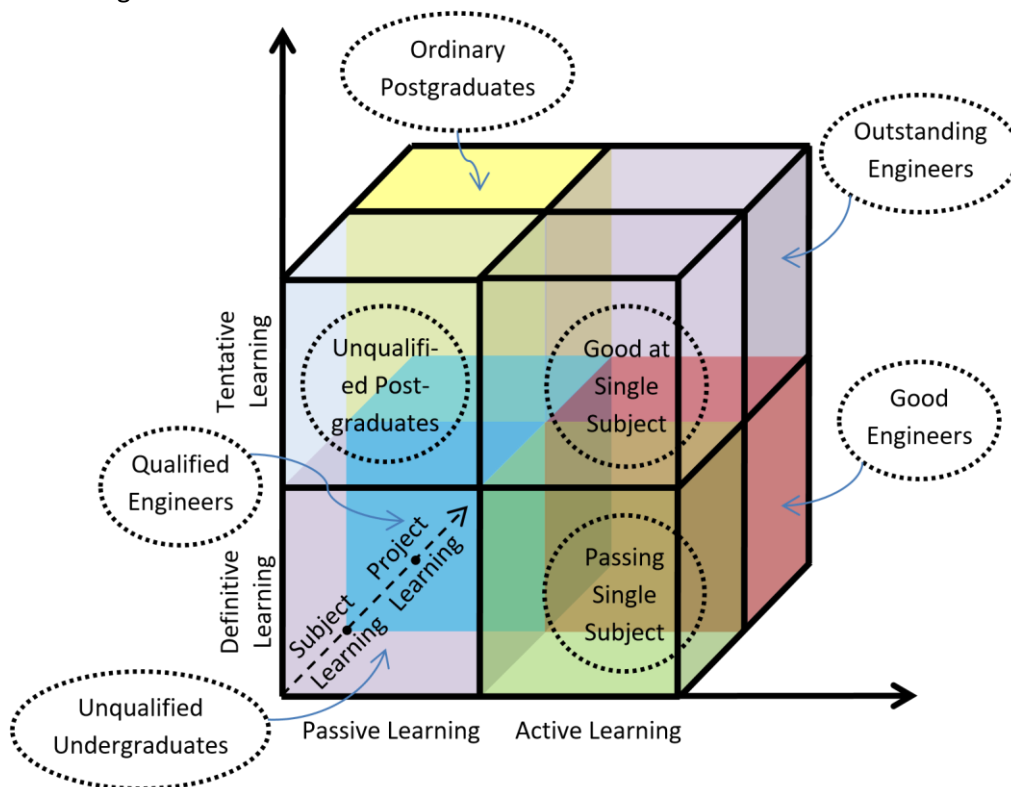 Ordinary
Postgraduates
Outstanding
Engineers
Tentative
Learning
Unqualifi-
ed Post-
graduates
Good at
Single
Subject
Good
Engineers
Qualified
Engineers
Definitive
Learning
Subject
Learning
Project
Learning
Passing
Single
Subject
Unqualified
Undergraduates
Passive Learning
Active Learning